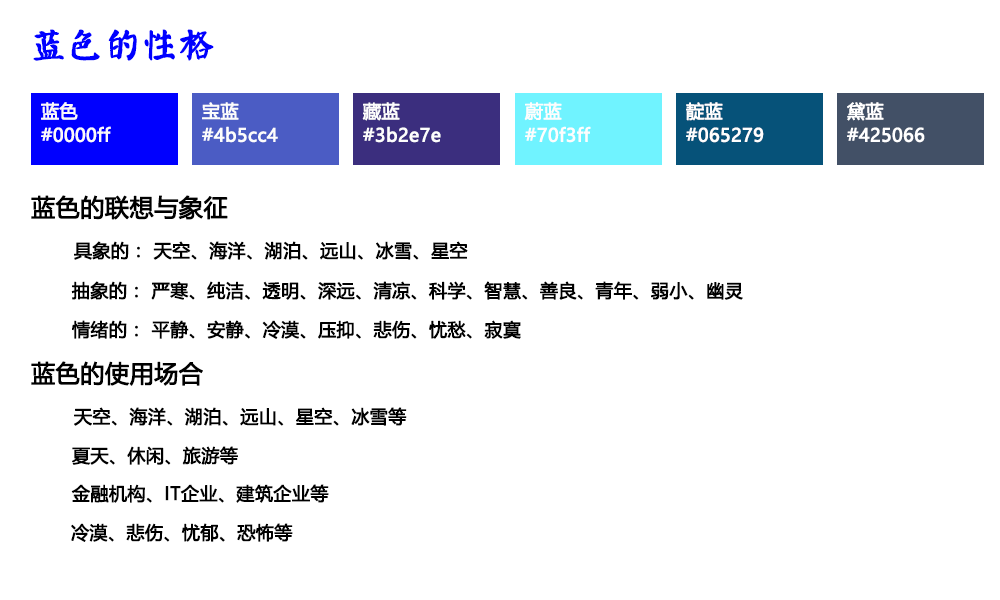 蓝色的性格
蓝色 宝蓝 藏蓝 蔚蓝 靛蓝 黛蓝
#0000ff #4b5cc4 #3b2e7e #70f3ff #065279 #425066
蓝色的联想与象征
具象的： 天空、海洋、湖泊、远山、冰雪、星空
抽象的： 严寒、纯洁、透明、深远、清凉、科学、智慧、善良、青年、弱小、幽灵
情绪的： 平静、安静、冷漠、压抑、悲伤、忧愁、寂寞
蓝色的使用场合
天空、海洋、湖泊、远山、星空、冰雪等
夏天、休闲、旅游等
金融机构、IT企业、建筑企业等
冷漠、悲伤、忧郁、恐怖等